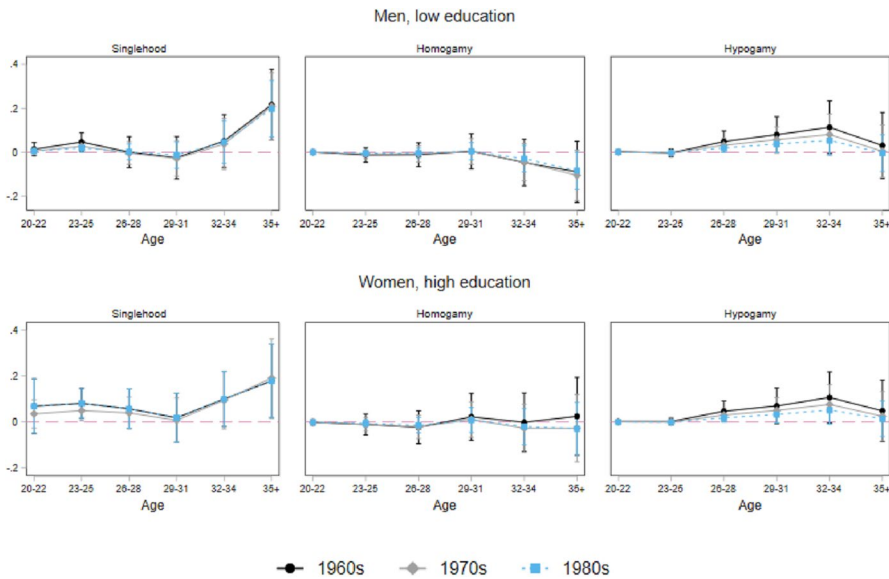 Men, low education
Singlehood Homogamy Hypogamy
.4
.2
0
-.2
20-22 23-25 26-28 29-31 32-34 35+ 20-22 23-25 26-28 29-31 32-34 35+ 20-22 23-25 26-28 29-31 32-34 35+
Age Age Age
Women, high education
Singlehood Homogamy Hypogamy
.4
.2
0
-.2
20-22 23-25 26-28 29-31 32-34 35+ 20-22 23-25 26-28 29-31 32-34 35+ 20-22 23-25 26-28 29-31 32-34 35+
Age Age Age
1960s 1970s 1980s